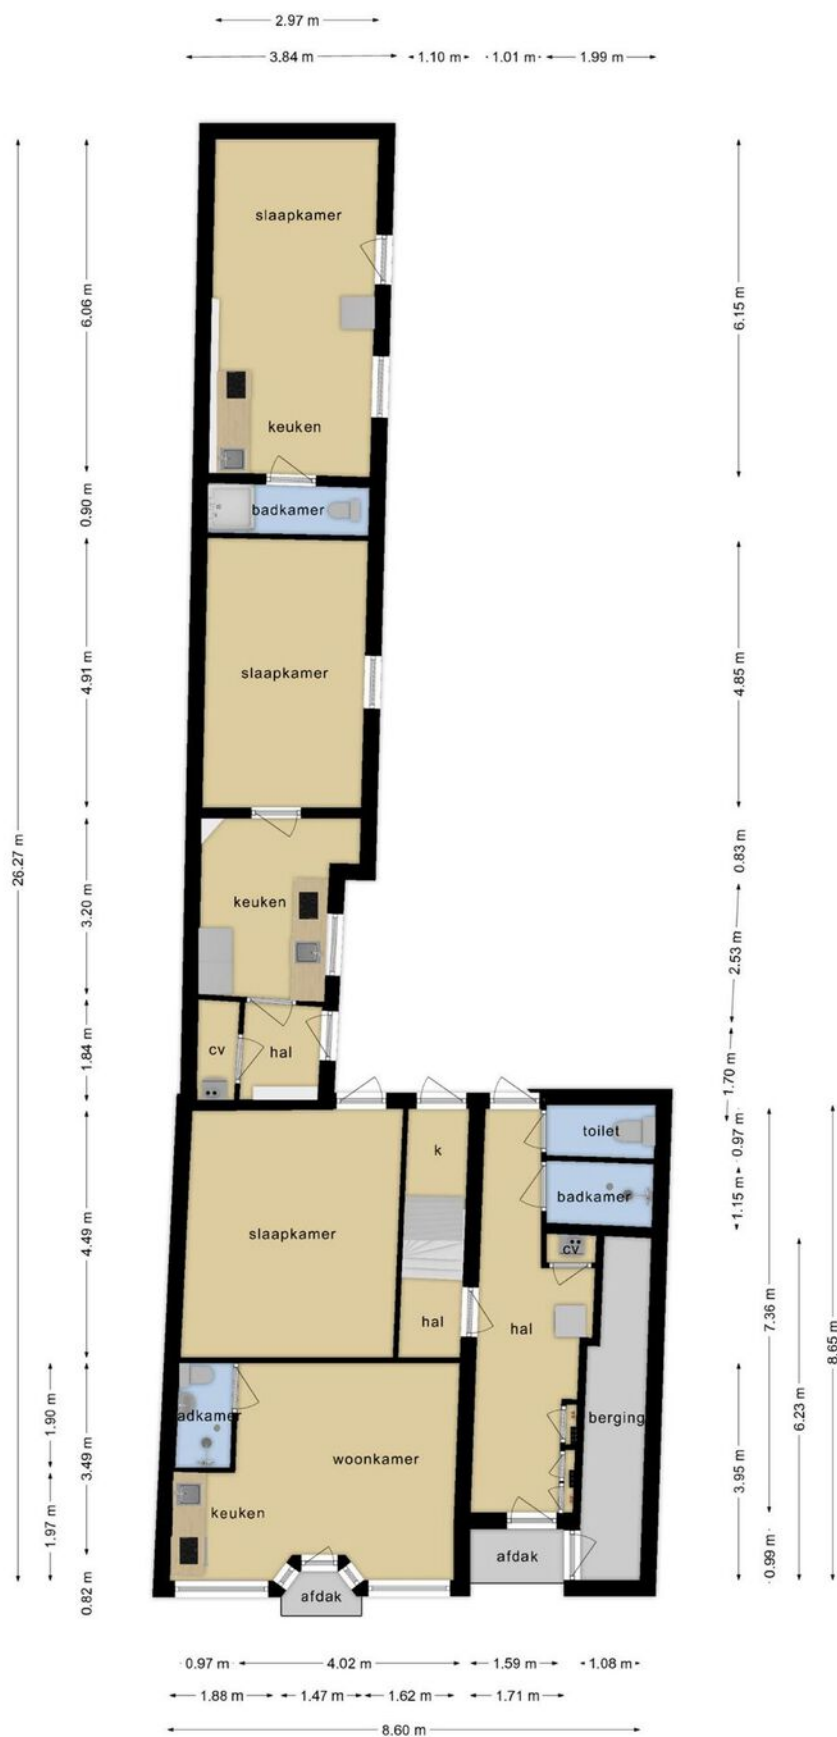 2.97 m
3.84 m 1.10 m 1.01 m 1.99 m
slaapkamer
6.06 m
6.15 m
keuken
badkamer
0.90 m
slaapkamer
4.91 m
4.85 m
26.27 m
0.83 m
keuken
3.20 m
2.53 m
cv
hal
1.84 m
1.70 m
toilet
0.97 m
k
badkamer
1.15 m
slaapkamer
4.49 m
cv
hal
hal
7.36 m
8.65 m
adkamer
berging
1.90 m
3.49 m
woonkamer
6.23 m
3.95 m
keuken
1.97 m
afdak
0.99 m
afdak
0.82 m
0.97 m 4.02 m 1.59 m 1.08 m
1.88 m 1.47 m 1.62 m 1.71 m
8.60 m